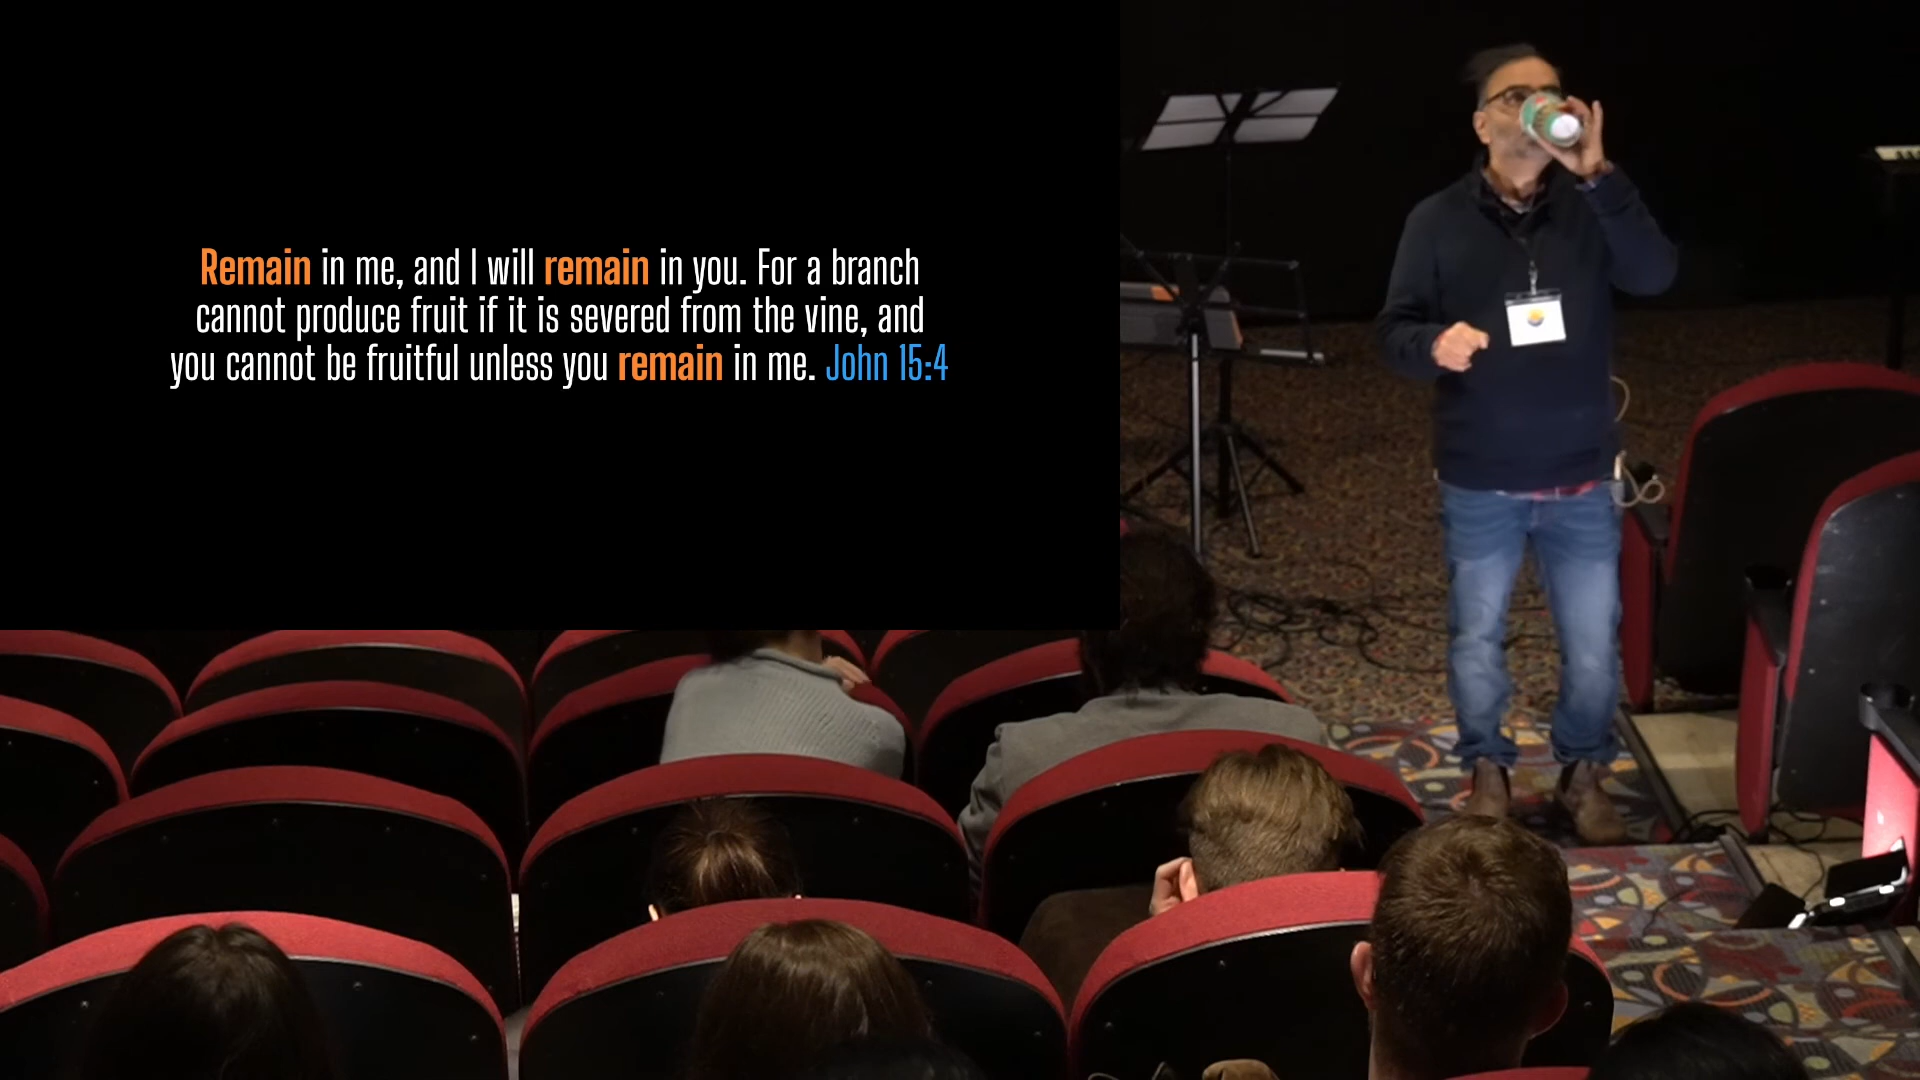 Remain in me, and I will remain in you. For a branch
cannot produce fruit if it is severed from the vine, and
you cannot be fruitful unless you remain in me. John 15:4